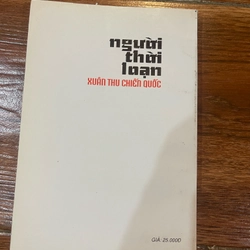 người
thời
loạn
XUÂN THU CHIẾN QUỐC
GIÁ: 25.000Đ